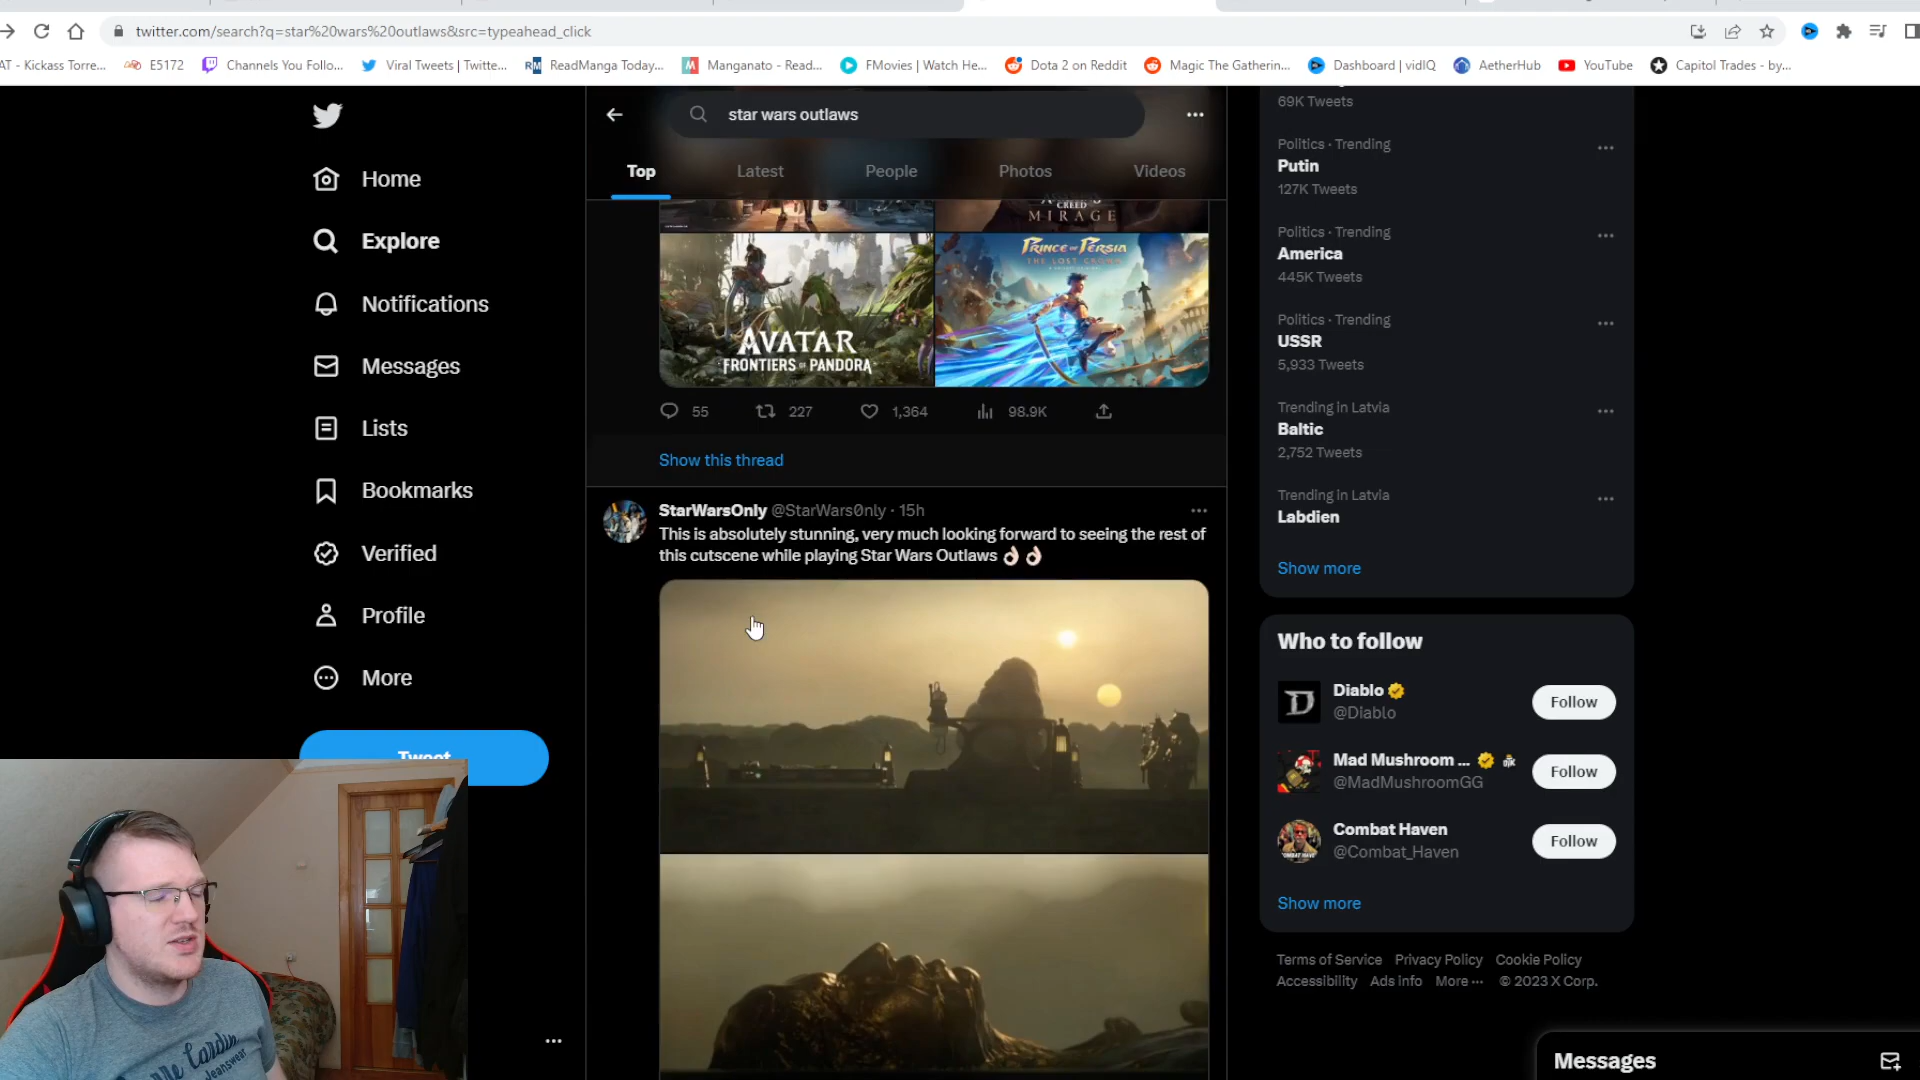 twitter.com/search?q=star%20wars%20outlaws&src=typeahead_click
AT - Kickass Torre...
E5172
Channels You Follo...
Viral Tweets | Twitte...
RM
ReadManga Today...
M
Manganato - Read...
FMovies | Watch He...
Dota 2 on Reddit
Magic The Gatherin...
Dashboard | vidIQ
AetherHub
YouTube
Capitol Trades - by...
Home
Explore
Notifications
Messages
Lists
Bookmarks
Verified
Profile
More
Tweet
star wars outlaws
Top
Latest
People
Photos
Videos
CREED
MIRAGE
AVATAR
FRONTIERS OF PANDORA
PRINCE OF PERSIA
THE LOST CROWN
55
227
1,364
98.9K
Show this thread
StarWarsOnly @StarWars0nly · 15h
This is absolutely stunning, very much looking forward to seeing the rest of
this cutscene while playing Star Wars Outlaws 👌🏻 👌🏻
69K Tweets
Politics · Trending
Putin
127K Tweets
Politics · Trending
America
445K Tweets
Politics · Trending
USSR
5,933 Tweets
Trending in Latvia
Baltic
2,752 Tweets
Trending in Latvia
Labdien
Show more
Who to follow
Diablo
@Diablo
Follow
Mad Mushroom ...
@MadMushroomGG
Follow
Combat Haven
@Combat_Haven
Follow
Show more
Terms of Service Privacy Policy Cookie Policy
Accessibility Ads info More ··· © 2023 X Corp.
Messages
Pierre Cardin
Jeanswear